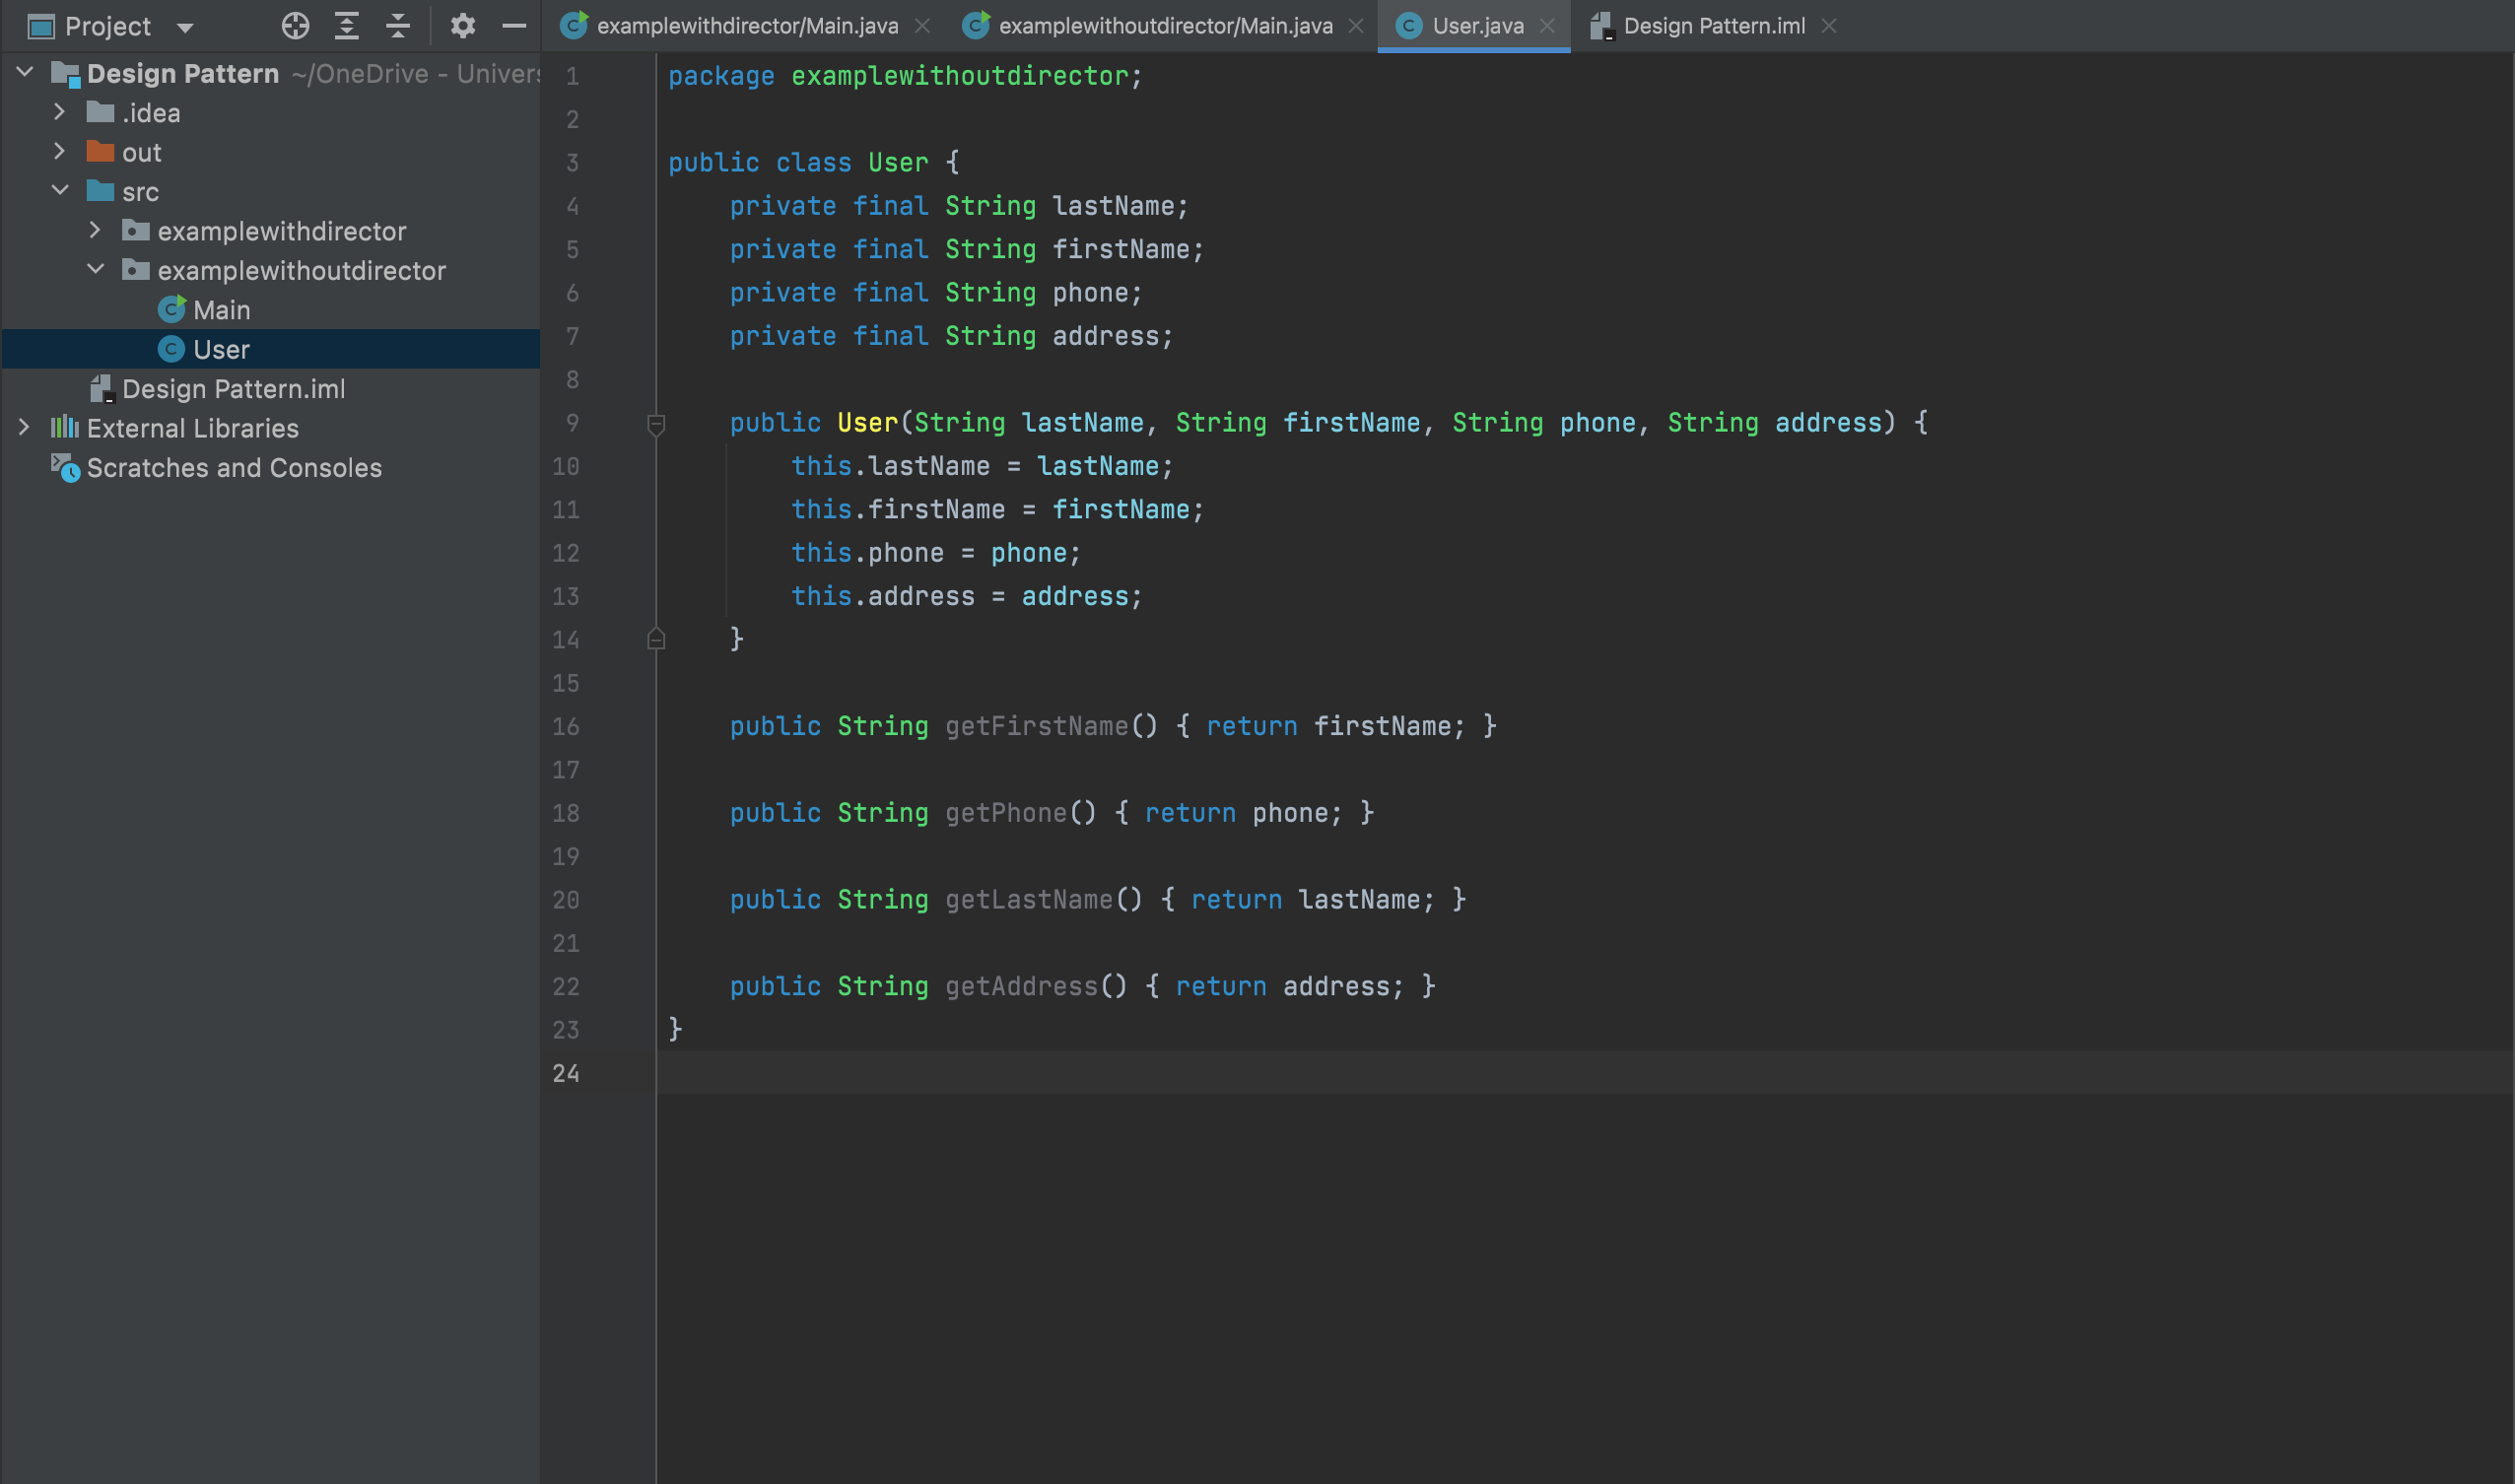 Project
examplewithdirector/Main.java
examplewithoutdirector/Main.java
User.java
Design Pattern.iml
Design Pattern ~/OneDrive - Univer
.idea
out
src
examplewithdirector
examplewithoutdirector
Main
User
Design Pattern.iml
External Libraries
Scratches and Consoles
1 package examplewithoutdirector;
2
3 public class User {
4     private final String lastName;
5     private final String firstName;
6     private final String phone;
7     private final String address;
8
9     public User(String lastName, String firstName, String phone, String address) {
10         this.lastName = lastName;
11         this.firstName = firstName;
12         this.phone = phone;
13         this.address = address;
14     }
15
16     public String getFirstName() { return firstName; }
17
18     public String getPhone() { return phone; }
19
20     public String getLastName() { return lastName; }
21
22     public String getAddress() { return address; }
23 }
24